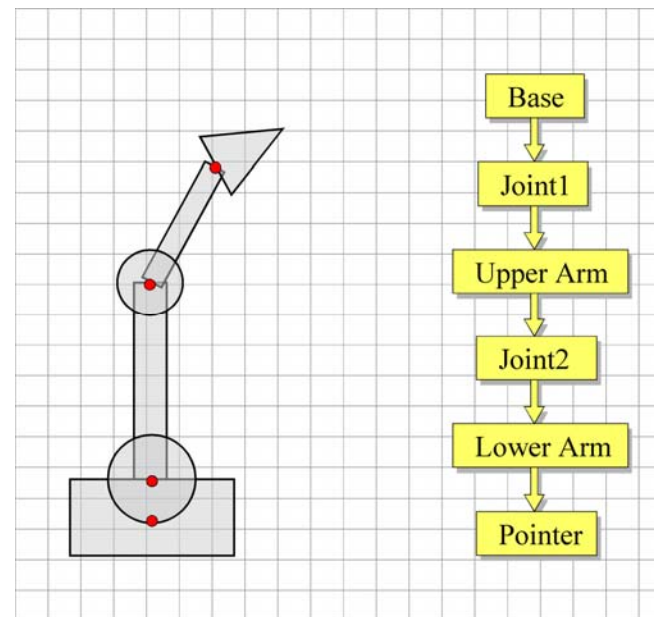 Base
Joint1
Upper Arm
Joint2
Lower Arm
Pointer